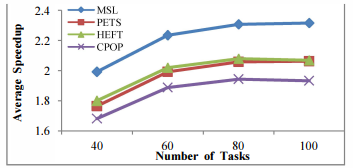 Average Speedup
2.4
2.2
2
1.8
1.6
MSL
PETS
HEFT
CPOP
40 60 80 100
Number of Tasks